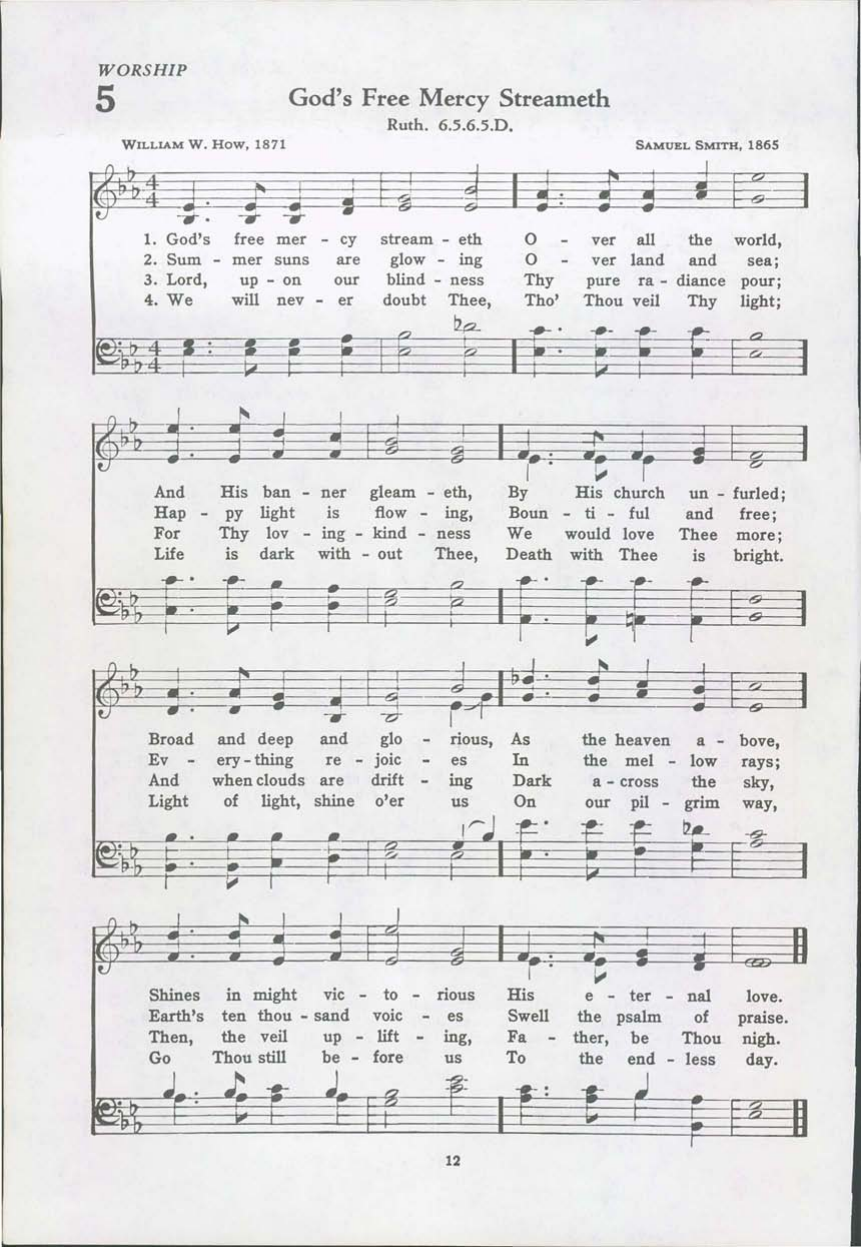 WORSHIP
5
God's Free Mercy Streameth
Ruth. 6.5.6.5.D.
WILLIAM W. HOW, 1871 SAMUEL SMITH, 1865
1. God's free mer - cy stream - eth O - ver all the world,
2. Sum - mer suns are glow - ing O - ver land and sea;
3. Lord, up - on our blind - ness Thy pure ra - diance pour;
4. We will nev - er doubt Thee, Tho' Thou veil Thy light;
And His ban - ner gleam - eth, By His church un - furled;
Hap - py light is flow - ing, Boun - ti - ful and free;
For Thy lov - ing - kind - ness We would love Thee more;
Life is dark with - out Thee, Death with Thee is bright.
Broad and deep and glo - rious, As the heaven a - bove,
Ev - ery - thing re - joic - es In the mel - low rays;
And when clouds are drift - ing Dark a - cross the sky,
Light of light, shine o'er us On our pil - grim way,
Shines in might vic - to - rious His e - ter - nal love.
Earth's ten thou - sand voic - es Swell the psalm of praise.
Then, the veil up - lift - ing, Fa - ther, be Thou nigh.
Go Thou still be - fore us To the end - less day.
12